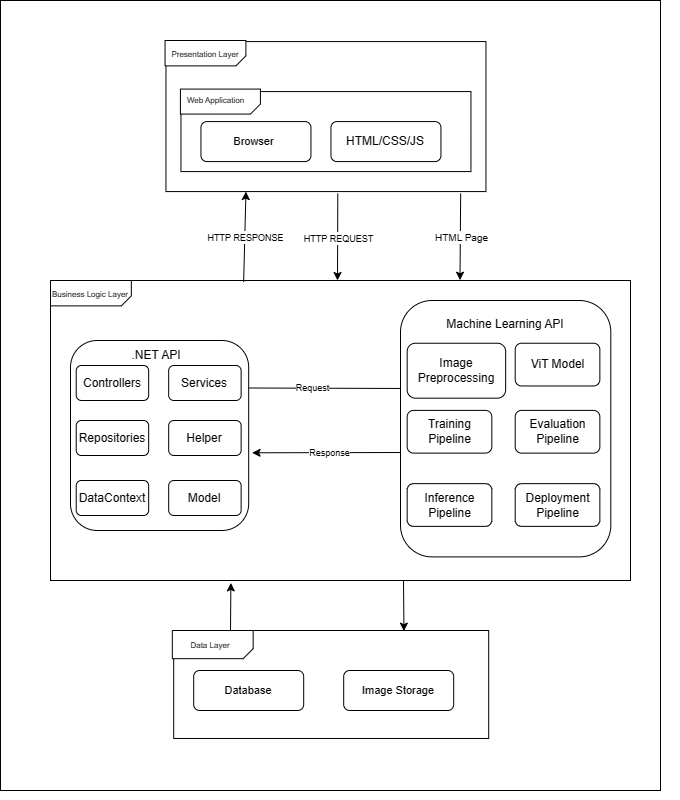 Presentation Layer
Web Application
Browser
HTML/CSS/JS
HTTP RESPONSE
HTTP REQUEST
HTML Page
Business Logic Layer
.NET API
Controllers
Services
Repositories
Helper
DataContext
Model
Request
Response
Machine Learning API
Image
Preprocessing
ViT Model
Training
Pipeline
Evaluation
Pipeline
Inference
Pipeline
Deployment
Pipeline
Data Layer
Database
Image Storage